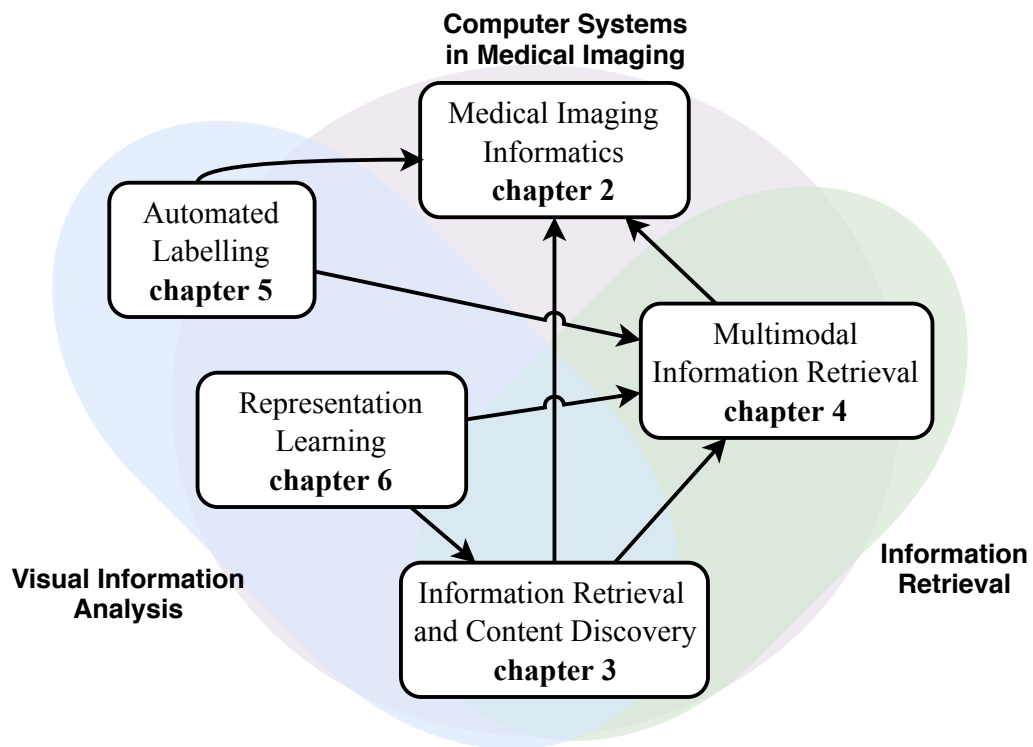 Computer Systems
in Medical Imaging
Medical Imaging
Informatics
chapter 2
Automated
Labelling
chapter 5
Multimodal
Information Retrieval
chapter 4
Representation
Learning
chapter 6
Visual Information
Analysis
Information
Retrieval
Information Retrieval
and Content Discovery
chapter 3